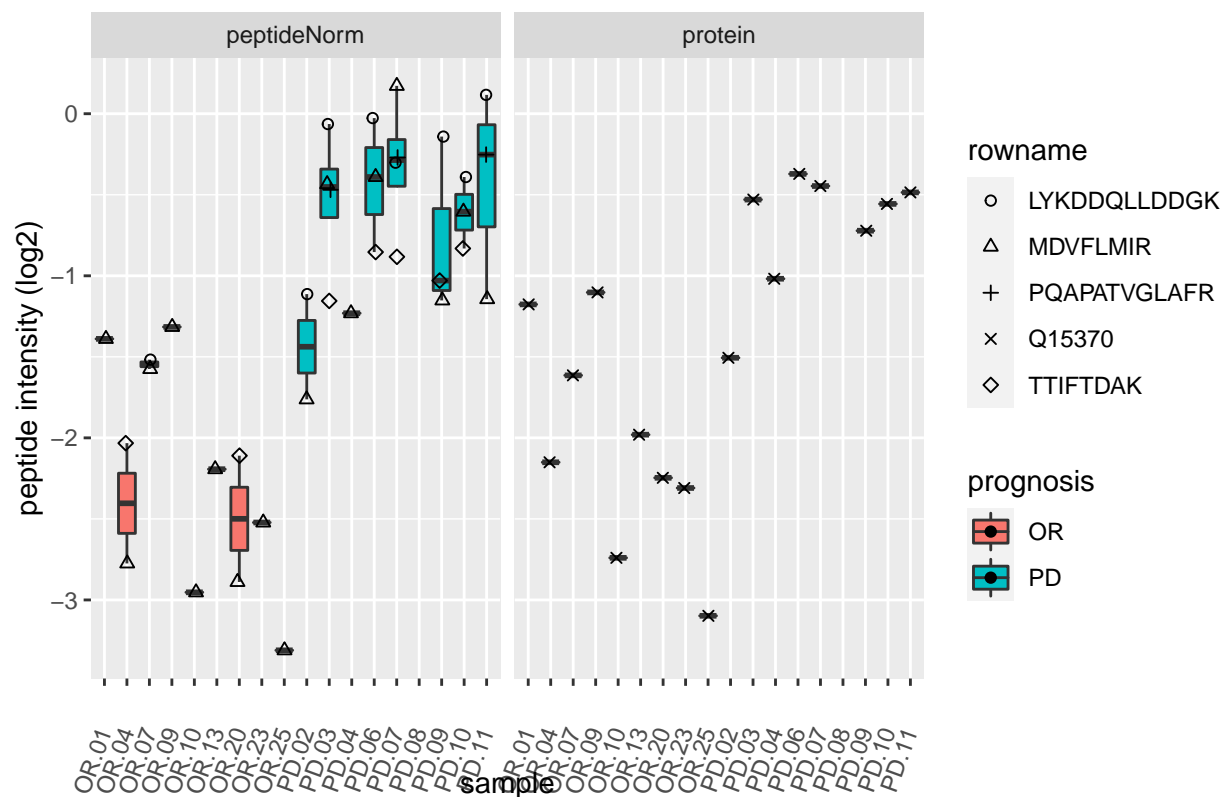 peptideNorm
protein
peptide intensity (log2)
0
−1
−2
−3
OR.01
OR.04
OR.07
OR.09
OR.10
OR.13
OR.20
OR.23
OR.25
PD.02
PD.03
PD.04
PD.06
PD.07
PD.08
PD.09
PD.10
PD.11
OR.01
OR.04
OR.07
OR.09
OR.10
OR.13
OR.20
OR.23
OR.25
PD.02
PD.03
PD.04
PD.06
PD.07
PD.08
PD.09
PD.10
PD.11
sample
rowname
LYKDDQLLDDGK
MDVFLMIR
PQAPATVGLAFR
Q15370
TTIFTDAK
prognosis
OR
PD